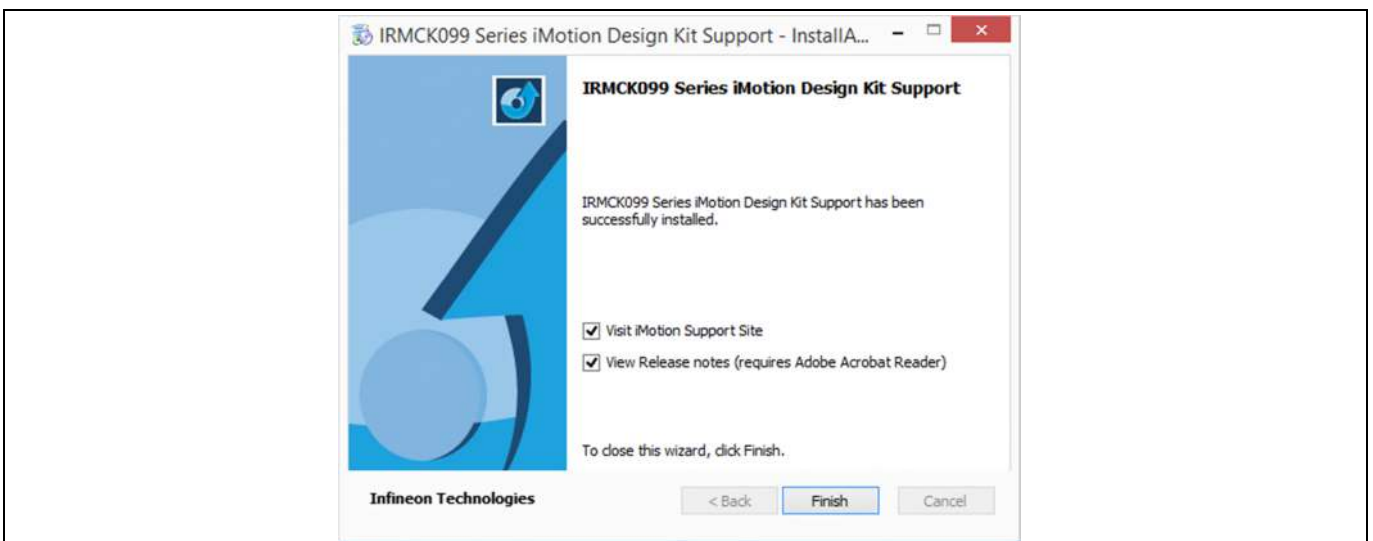 IRMCK099 Series iMotion Design Kit Support - InstallA...
IRMCK099 Series iMotion Design Kit Support
IRMCK099 Series iMotion Design Kit Support has been
successfully installed.
Visit iMotion Support Site
View Release notes (requires Adobe Acrobat Reader)
To close this wizard, click Finish.
Infineon Technologies
< Back
Finish
Cancel